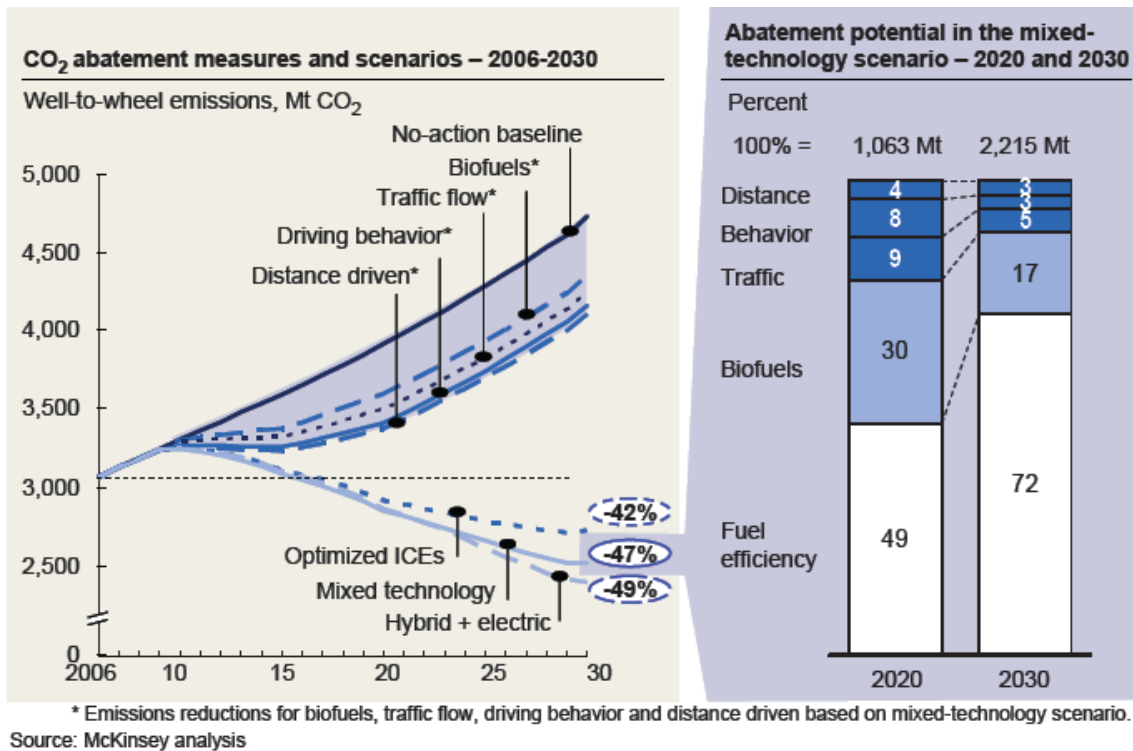 CO2 abatement measures and scenarios – 2006-2030
Well-to-wheel emissions, Mt CO2
No-action baseline
Biofuels*
Traffic flow*
Driving behavior*
Distance driven*
5,000
4,500
4,000
3,500
3,000
2,500
0
Optimized ICEs
Mixed technology
Hybrid + electric
-42%
-47%
-49%
2006 10 15 20 25 30
Abatement potential in the mixed-
technology scenario – 2020 and 2030
Percent
100% = 1,063 Mt 2,215 Mt
Distance 4 3
Behavior 8 3
Traffic 9 5
Biofuels 30 17
Fuel
efficiency 49 72
2020 2030
* Emissions reductions for biofuels, traffic flow, driving behavior and distance driven based on mixed-technology scenario.
Source: McKinsey analysis